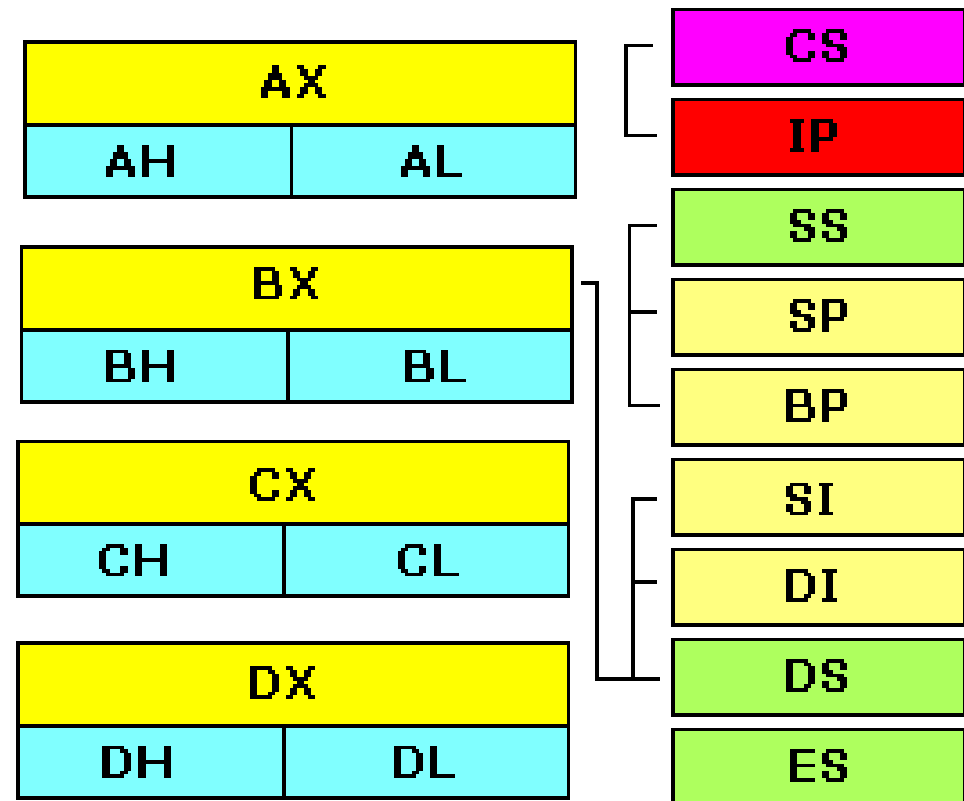 AX
AH AL
BX
BH BL
CX
CH CL
DX
DH DL
CS
IP
SS
SP
BP
SI
DI
DS
ES